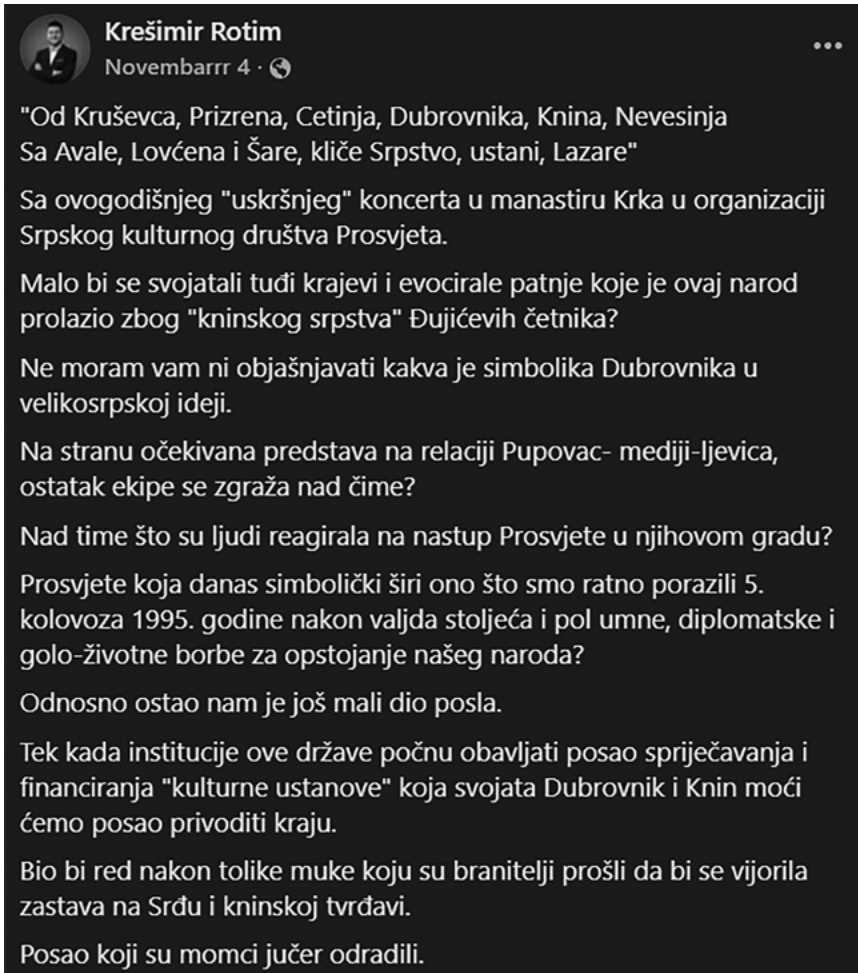 Krešimir Rotim
Novembarrr 4 ·
"Od Kruševca, Prizrena, Cetinja, Dubrovnika, Knina, Nevesinja
Sa Avale, Lovćena i Šare, kliče Srpstvo, ustani, Lazare"
Sa ovogodišnjeg "uskršnjeg" koncerta u manastiru Krka u organizaciji
Srpskog kulturnog društva Prosvjeta.
Malo bi se svojatali tuđi krajevi i evocirale patnje koje je ovaj narod
prolazio zbog "kninskog srpstva" Đujićevih četnika?
Ne moram vam ni objašnjavati kakva je simbolika Dubrovnika u
velikosrpskoj ideji.
Na stranu očekivana predstava na relaciji Pupovac- mediji-ljevica,
ostatak ekipe se zgraža nad čime?
Nad time što su ljudi reagirala na nastup Prosvjete u njihovom gradu?
Prosvjete koja danas simbolički širi ono što smo ratno porazili 5.
kolovoza 1995. godine nakon valjda stoljeća i pol umne, diplomatske i
golo-životne borbe za opstojanje našeg naroda?
Odnosno ostao nam je još mali dio posla.
Tek kada institucije ove države počnu obavljati posao spriječavanja i
financiranja "kulturne ustanove" koja svojata Dubrovnik i Knin moći
ćemo posao privoditi kraju.
Bio bi red nakon tolike muke koju su branitelji prošli da bi se vijorila
zastava na Srđu i kninskoj tvrđavi.
Posao koji su momci jučer odradili.